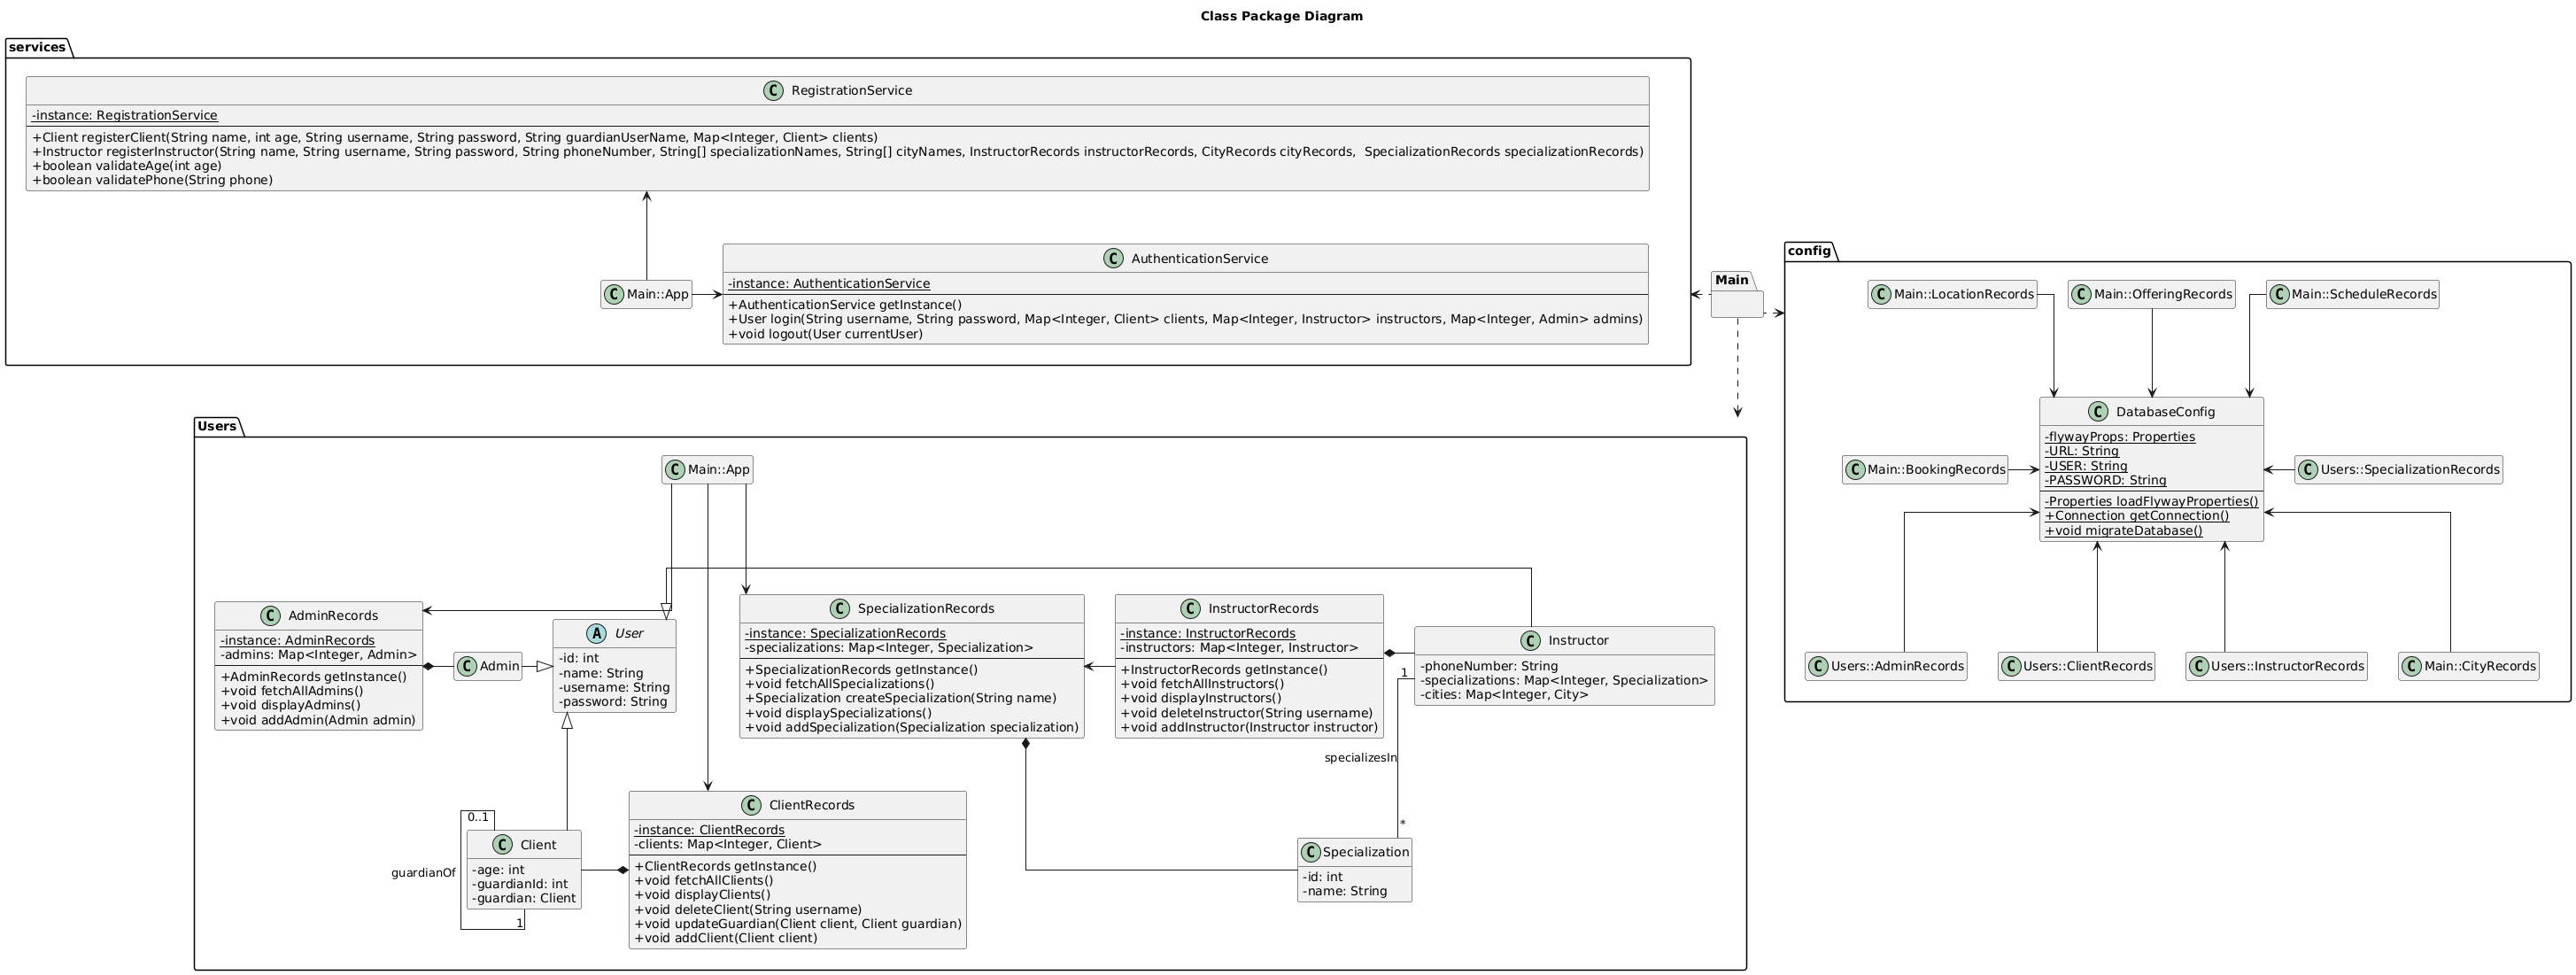 Class Package Diagram
services
C RegistrationService
-instance: RegistrationService
+Client registerClient(String name, int age, String username, String password, String guardianUserName, Map<Integer, Client> clients)
+Instructor registerInstructor(String name, String username, String password, String phoneNumber, String[] specializationNames, String[] cityNames, InstructorRecords instructorRecords, CityRecords cityRecords,  SpecializationRecords specializationRecords)
+boolean validateAge(int age)
+boolean validatePhone(String phone)
C Main::App
C AuthenticationService
-instance: AuthenticationService
+AuthenticationService getInstance()
+User login(String username, String password, Map<Integer, Client> clients, Map<Integer, Instructor> instructors, Map<Integer, Admin> admins)
+void logout(User currentUser)
Main
config
C Main::LocationRecords
C Main::OfferingRecords
C Main::ScheduleRecords
C DatabaseConfig
-flywayProps: Properties
-URL: String
-USER: String
-PASSWORD: String
-Properties loadFlywayProperties()
+Connection getConnection()
+void migrateDatabase()
C Main::BookingRecords
C Users::SpecializationRecords
C Users::AdminRecords
C Users::ClientRecords
C Users::InstructorRecords
C Main::CityRecords
Users
C Main::App
C AdminRecords
-instance: AdminRecords
-admins: Map<Integer, Admin>
+AdminRecords getInstance()
+void fetchAllAdmins()
+void displayAdmins()
+void addAdmin(Admin admin)
C Admin
A User
-id: int
-name: String
-username: String
-password: String
C SpecializationRecords
-instance: SpecializationRecords
-specializations: Map<Integer, Specialization>
+SpecializationRecords getInstance()
+void fetchAllSpecializations()
+Specialization createSpecialization(String name)
+void displaySpecializations()
+void addSpecialization(Specialization specialization)
C InstructorRecords
-instance: InstructorRecords
-instructors: Map<Integer, Instructor>
+InstructorRecords getInstance()
+void fetchAllInstructors()
+void displayInstructors()
+void deleteInstructor(String username)
+void addInstructor(Instructor instructor)
C Instructor
-phoneNumber: String
-specializations: Map<Integer, Specialization>
-cities: Map<Integer, City>
1
specializesIn
*
0..1
guardianOf
1
C Client
-age: int
-guardianId: int
-guardian: Client
C ClientRecords
-instance: ClientRecords
-clients: Map<Integer, Client>
+ClientRecords getInstance()
+void fetchAllClients()
+void displayClients()
+void deleteClient(String username)
+void updateGuardian(Client client, Client guardian)
+void addClient(Client client)
C Specialization
-id: int
-name: String